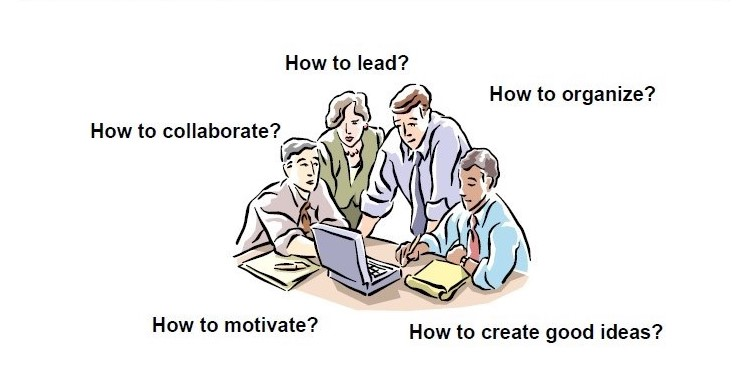 How to lead?
How to organize?
How to collaborate?
How to motivate?
How to create good ideas?